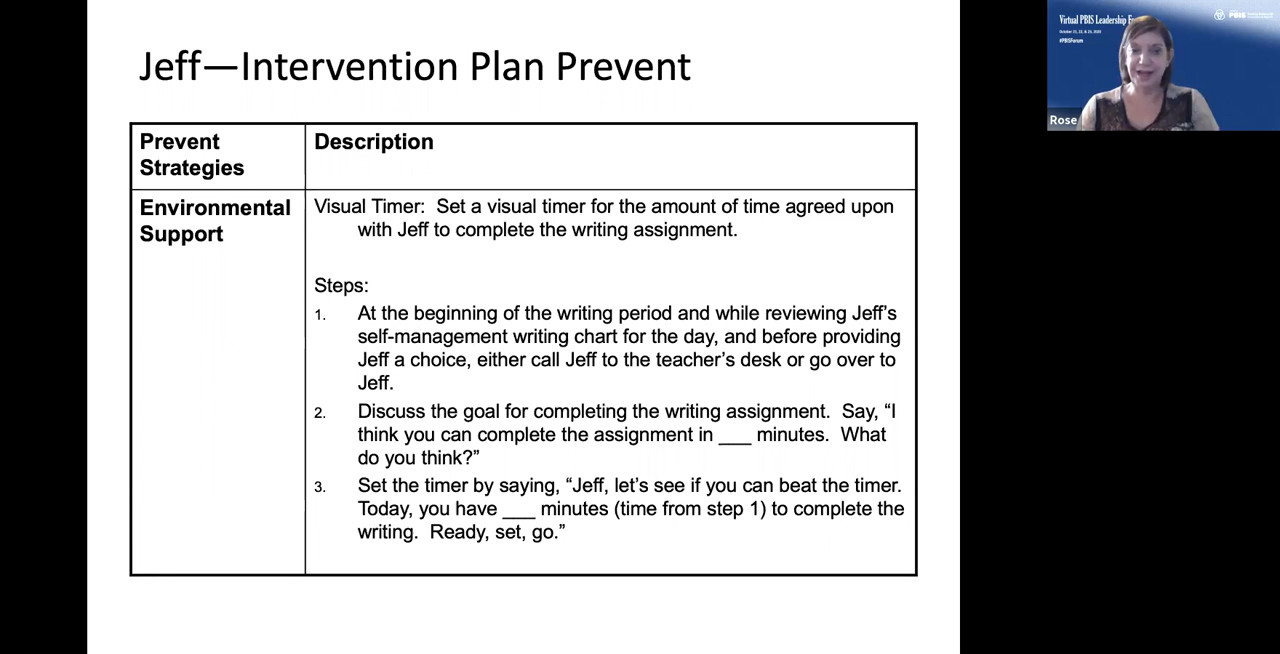 Jeff—Intervention Plan Prevent
Prevent
Strategies
Description
Environmental
Support
Visual Timer: Set a visual timer for the amount of time agreed upon
with Jeff to complete the writing assignment.
Steps:
1. At the beginning of the writing period and while reviewing Jeff’s
self-management writing chart for the day, and before providing
Jeff a choice, either call Jeff to the teacher’s desk or go over to
Jeff.
2. Discuss the goal for completing the writing assignment. Say, “I
think you can complete the assignment in ___ minutes. What
do you think?”
3. Set the timer by saying, “Jeff, let’s see if you can beat the timer.
Today, you have ___ minutes (time from step 1) to complete the
writing. Ready, set, go.”
Virtual PBIS Leadership
#PBISForum
PBIS
Rose